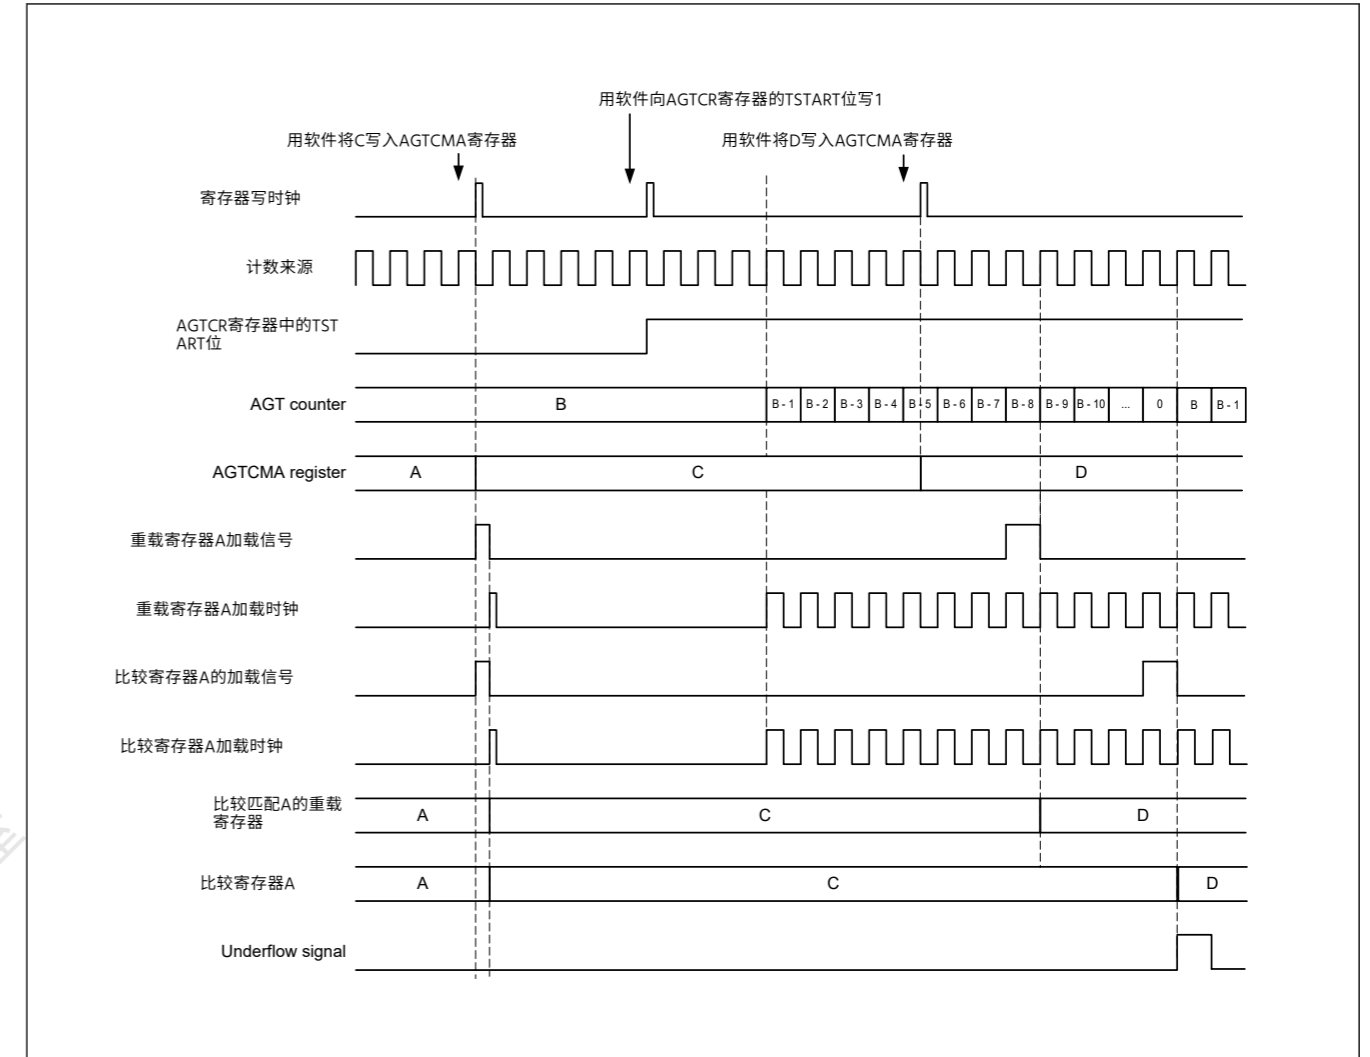 用软件向AGTCR寄存器的TSTART位写1
用软件将C写入AGTCMA寄存器
用软件将D写入AGTCMA寄存器
寄存器写时钟
计数来源
AGTCR寄存器中的TST
ART位
AGT counter
B
B - 1
B - 2
B - 3
B - 4
B - 5
B - 6
B - 7
B - 8
B - 9
B - 10
...
0
B
B - 1
AGTCMA register
A
C
D
重载寄存器A加载信号
重载寄存器A加载时钟
比较寄存器A的加载信号
比较寄存器A加载时钟
比较匹配A的重载
寄存器
A
C
D
比较寄存器A
A
C
D
Underflow signal